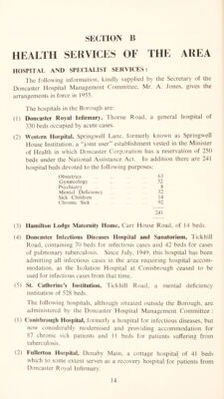 SECTION B
HEALTH SERVICES OF THE AREA
HOSPITAL AND SPECIALIST SERVICES :
The following information, kindly supplied by the Secretary of the
Doncaster Hospital Management Committee, Mr. A. Jones, gives the
arrangements in force in 1955.
The hospitals in the Borough are:
(1) Doncaster Royal Infirmary, Thorne Road, a general hospital of
330 beds occupied by acute cases.
(2) Western Hospital, Springwell Lane, formerly known as Springwell
House Institution, a "joint user" establishment vested in the Minister
of Health in which Doncaster Corporation has a reservation of 250
beds under the National Assistance Act. In addition there are 241
hospital beds devoted to the following purposes:
Obstetrics 63
Gynaecology 32
Psychiatry 8
Mental Deficiency 32
Sick Children 14
Chronic Sick 92
241
(3) Hamilton Lodge Maternity Home, Carr House Road, of 14 beds.
(4) Doncaster Infectious Diseases Hospital and Sanatorium, Tickhill
Road, containing 70 beds for infectious cases and 42 beds for cases
of pulmonary tuberculosis. Since July, 1949, this hospital has been
admitting all infectious cases in the area requiring hospital accom-
modation, as the Isolation Hospital at Conisbrough ceased to be
used for infectious cases from that time.
(5) St. Catherine's Institution, Tickhill Road, a mental deficiency
institution of 528 beds.
The following hospitals, although situated outside the Borough, are
administered by the Doncaster Hospital Management Committee :
(1) Conisbrough Hospital, formerly a hospital for infectious diseases, but
now considerably modernised and providing accommodation for
17 chronic sick patients and 11 beds for patients suffering from
tuberculosis.
(2) Fullerton Hospital, Denaby Main, a cottage hospital of 41 beds
which to some extent serves as a recovery hospital for patients from
Doncaster Royal Infirmary.
14